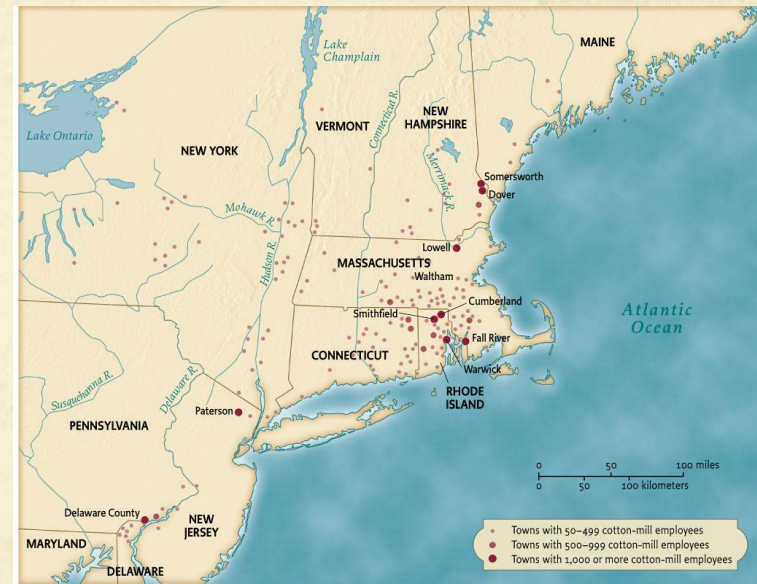 MAINE
Lake
Champlain
Connecticut R.
NEW
HAMPSHIRE
VERMONT
Lake Ontario
NEW YORK
Merrimack R.
Somersworth
Dover
Mohawk R.
Hudson R.
Lowell
MASSACHUSETTS
Waltham
Cumberland
Smithfield
Atlantic
Ocean
Fall River
CONNECTICUT
Warwick
RHODE
ISLAND
Susquehanna R.
Delaware R.
Paterson
PENNSYLVANIA
0 50 100 miles
0 50 100 kilometers
Delaware County
NEW
JERSEY
MARYLAND
DELAWARE
Towns with 50–499 cotton-mill employees
Towns with 500–999 cotton-mill employees
Towns with 1,000 or more cotton-mill employees